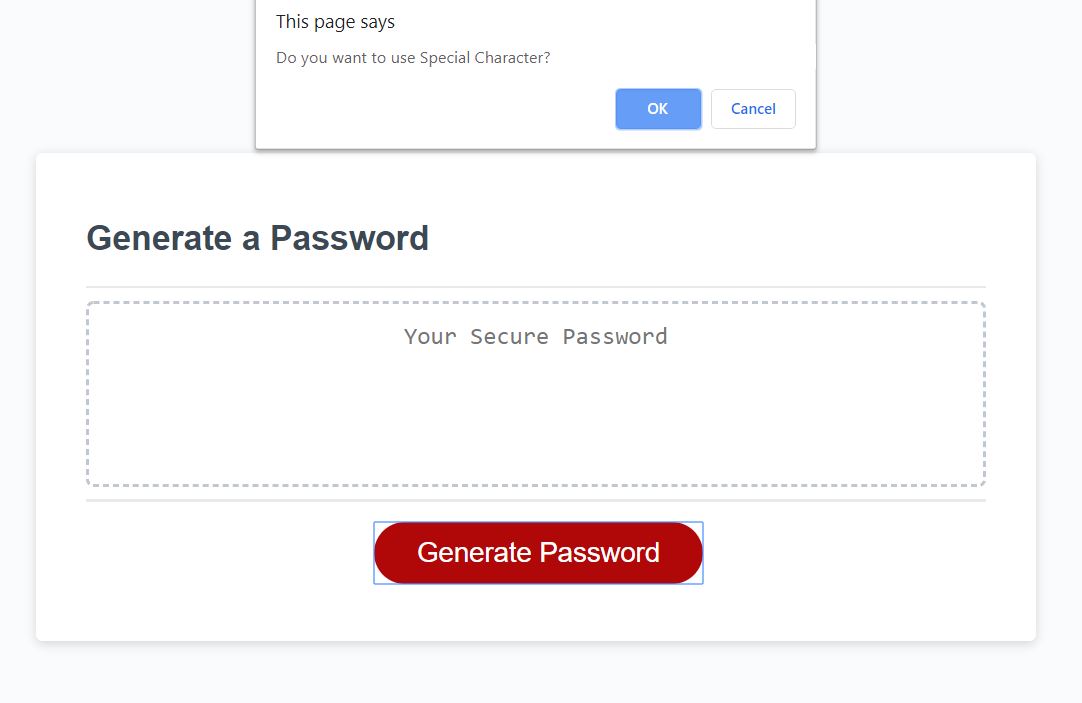 This page says
Do you want to use Special Character?
OK Cancel
Generate a Password
Your Secure Password
Generate Password